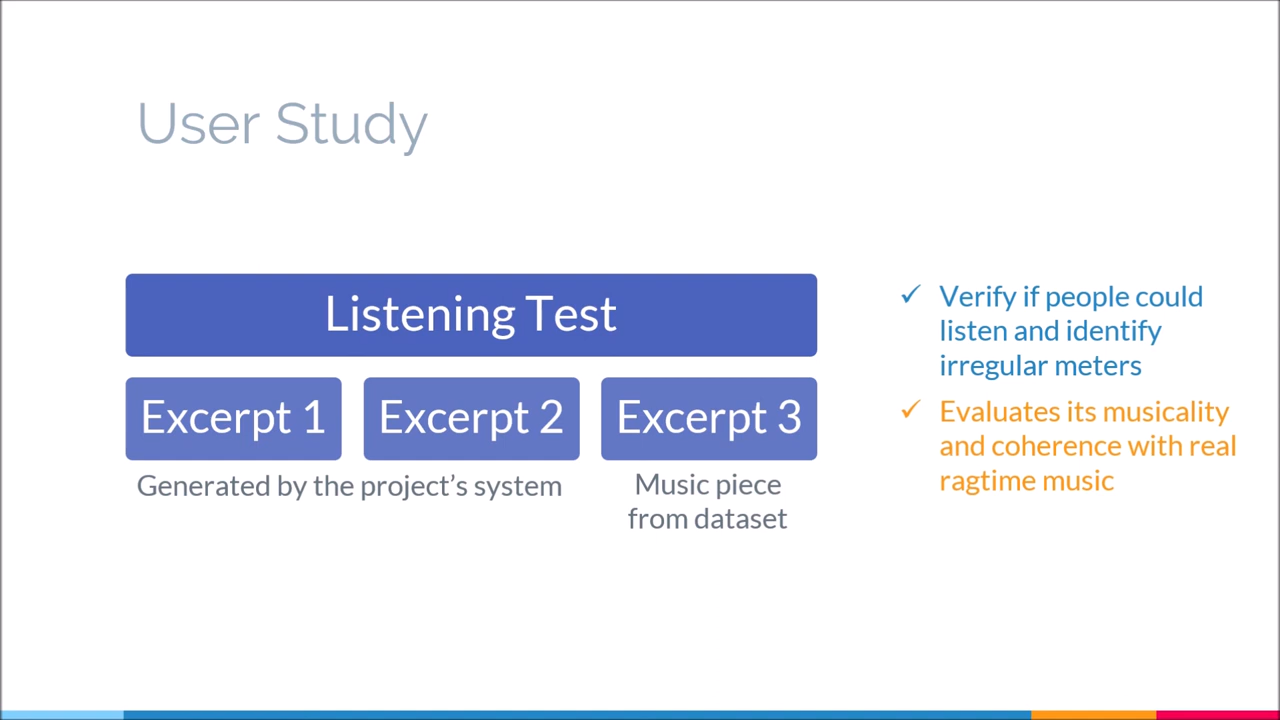 User Study
Listening Test
Excerpt 1
Excerpt 2
Excerpt 3
Generated by the project's system
Music piece
from dataset
✓ Verify if people could
listen and identify
irregular meters
✓ Evaluates its musicality
and coherence with real
ragtime music